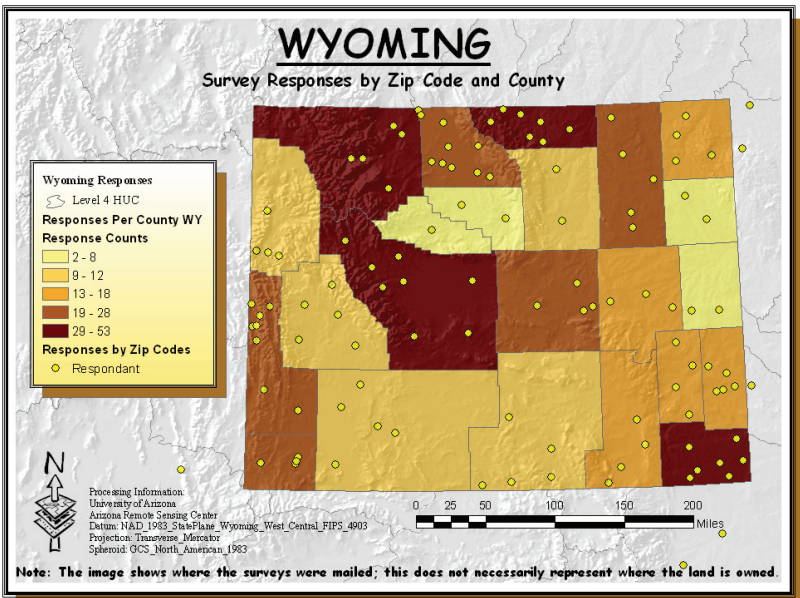 WYOMING
Survey Responses by Zip Code and County
Wyoming Responses
Level 4 HUC
Responses Per County WY
Response Counts
2 - 8
9 - 12
13 - 18
19 - 28
29 - 53
Responses by Zip Codes
Respondant
N
Processing Information:
University of Arizona
Arizona Remote Sensing Center
Datum: NAD_1983_StatePlane_Wyoming_West_Central_FIPS_4903
Projection: Transverse_Mercator
Spheroid: GCS_North_American_1983
0 25 50 100 150 200
Miles
Note: The image shows where the surveys were mailed; this does not necessarily represent where the land is owned.